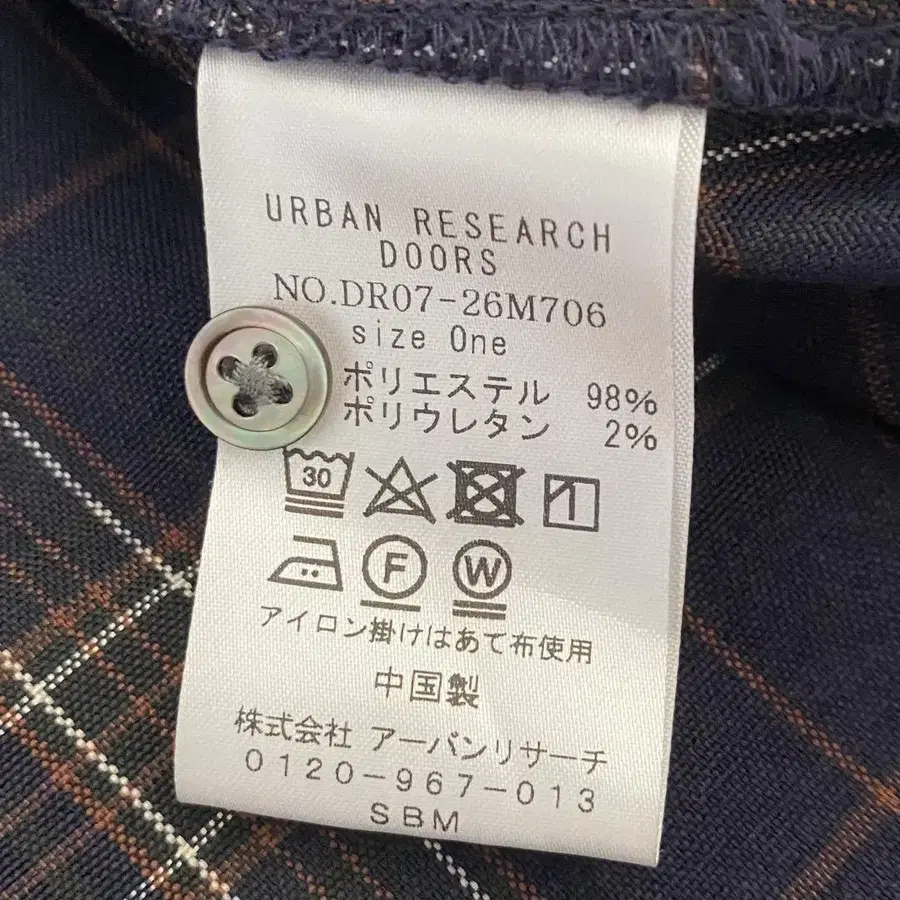 URBAN RESEARCH
DOORS
NO.DR07-26M706
size One
ポリエステル 98%
ポリウレタン 2%
30
F W
アイロン掛けはあて布使用
中国製
株式会社 アーバンリサーチ
0120-967-013
SBM